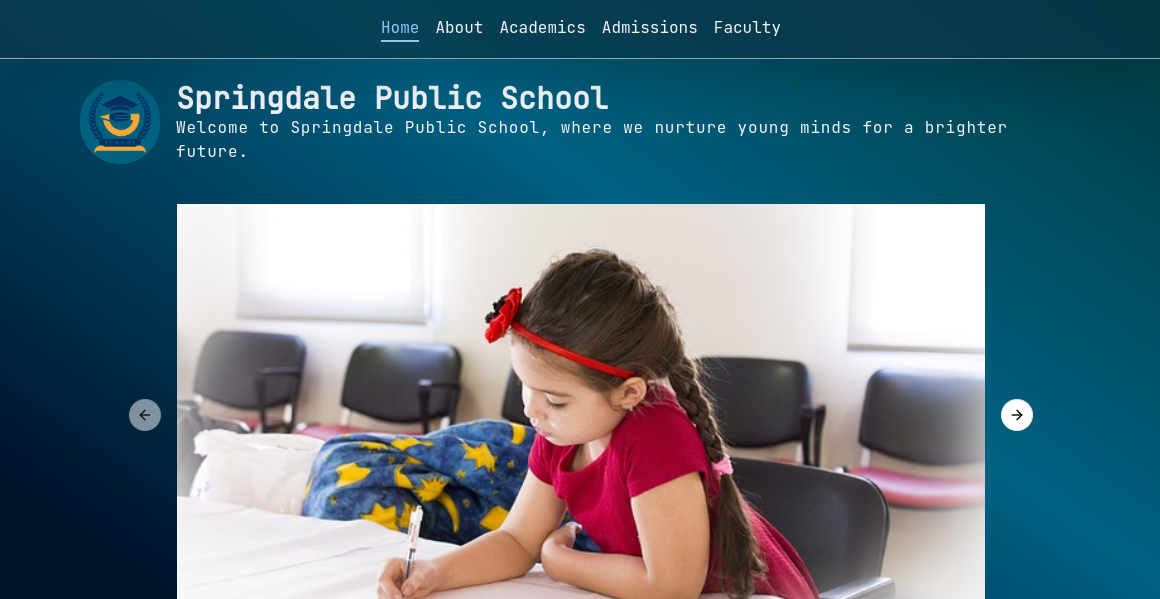 Home About Academics Admissions Faculty
Springdale Public School
Welcome to Springdale Public School, where we nurture young minds for a brighter
future.
SCHOOL